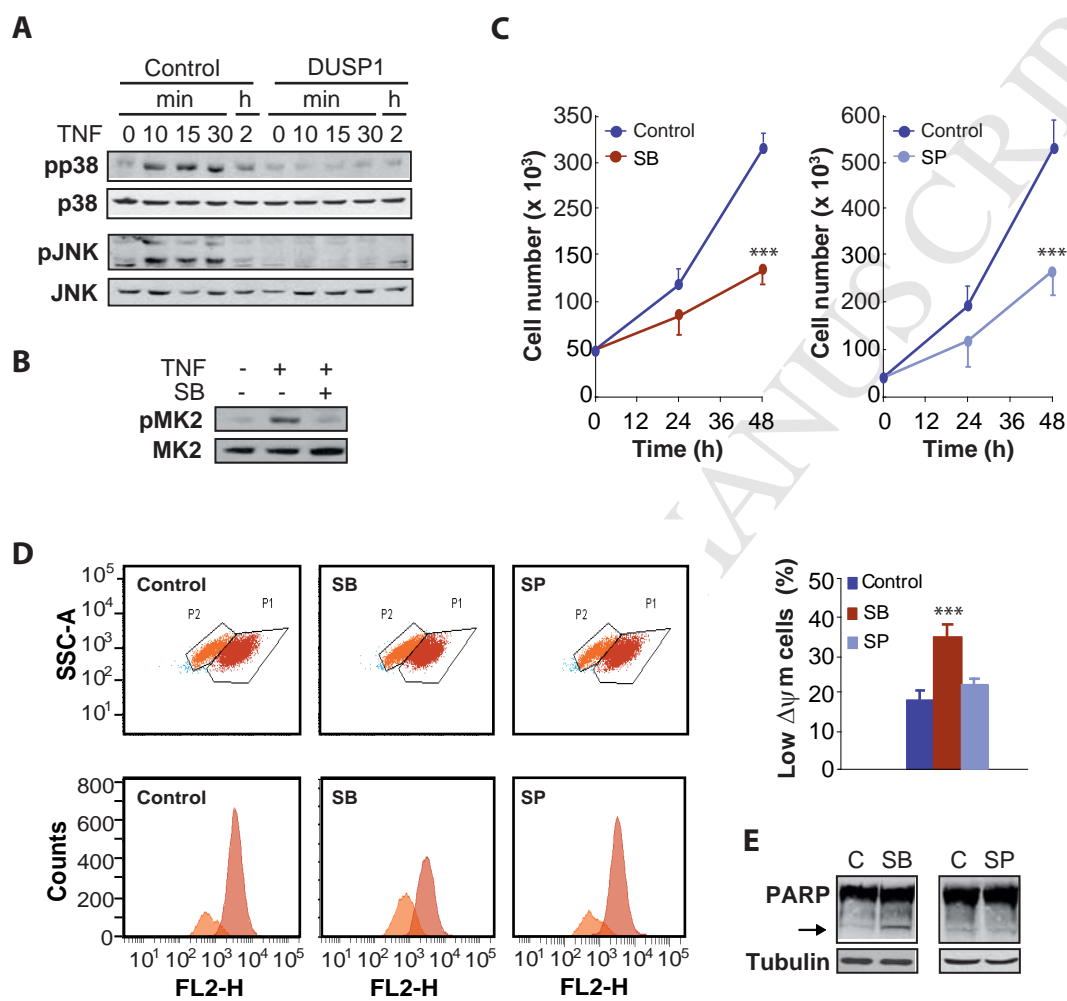 A
Control DUSP1
min h min h
TNF 0 10 15 30 2 0 10 15 30 2
pp38
p38
pJNK
JNK
B
TNF - + +
SB - - +
pMK2
MK2
C
Cell number (x 10³)
350
300
250
200
150
100
50
0
Control
SB
***
0 12 24 36 48
Time (h)
Cell number (x 10³)
600
500
400
300
200
100
0
Control
SP
***
0 12 24 36 48
Time (h)
D
SSC-A
10⁵
10⁴
10³
10²
10¹
Control
P2 P1
SB
P2 P1
SP
P2 P1
Counts
800
600
400
200
0
Control
SB
SP
10¹ 10² 10³ 10⁴ 10⁵
10¹ 10² 10³ 10⁴ 10⁵
10¹ 10² 10³ 10⁴ 10⁵
FL2-H
FL2-H
FL2-H
Low Δψm cells (%)
50
40
30
20
10
0
Control
SB
SP
***
E
C SB C SP
PARP
Tubulin